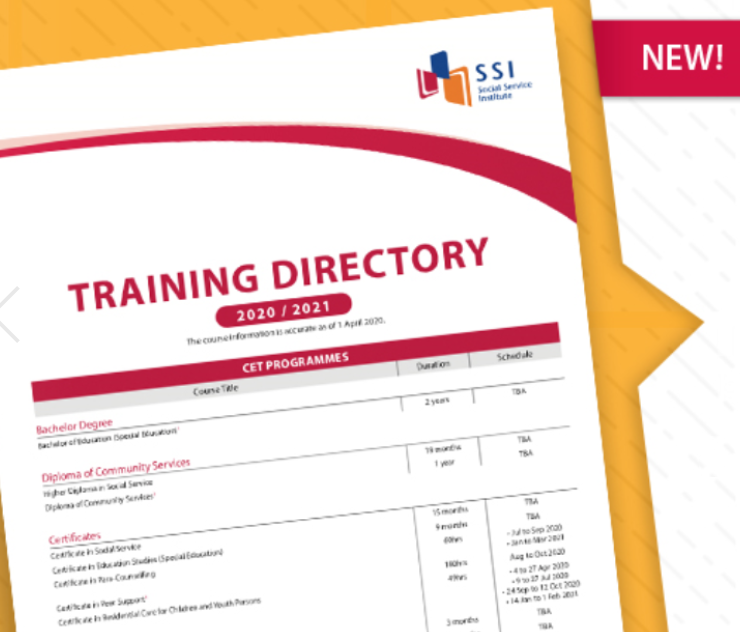 NEW!
SSI
Social Service
Institute
TRAINING DIRECTORY
2020 / 2021
The course information is accurate as of 1 April 2020.
CET PROGRAMMES
Course Title Duration Schedule
Bachelor Degree
Bachelor of Education (Special Education) 2 years TBA
Diploma of Community Services
Higher Diploma in Social Service 19 months TBA
Diploma of Community Services 1 year TBA
Certificates
Certificate in Social Service 15 months TBA
Certificate in Education Studies (Special Education) 9 months TBA
Certificate in Para-Counselling 60hrs - Jul to Sep 2020
- Jan to Mar 2021
Certificate in Peer Support 180hrs Aug to Oct 2020
Certificate in Residential Care for Children and Youth Persons 49hrs - 4 to 27 Apr 2020
- 9 to 27 Jul 2020
- 24 Sep to 12 Oct 2020
- 14 Jan to 1 Feb 2021
3 months TBA
TBA